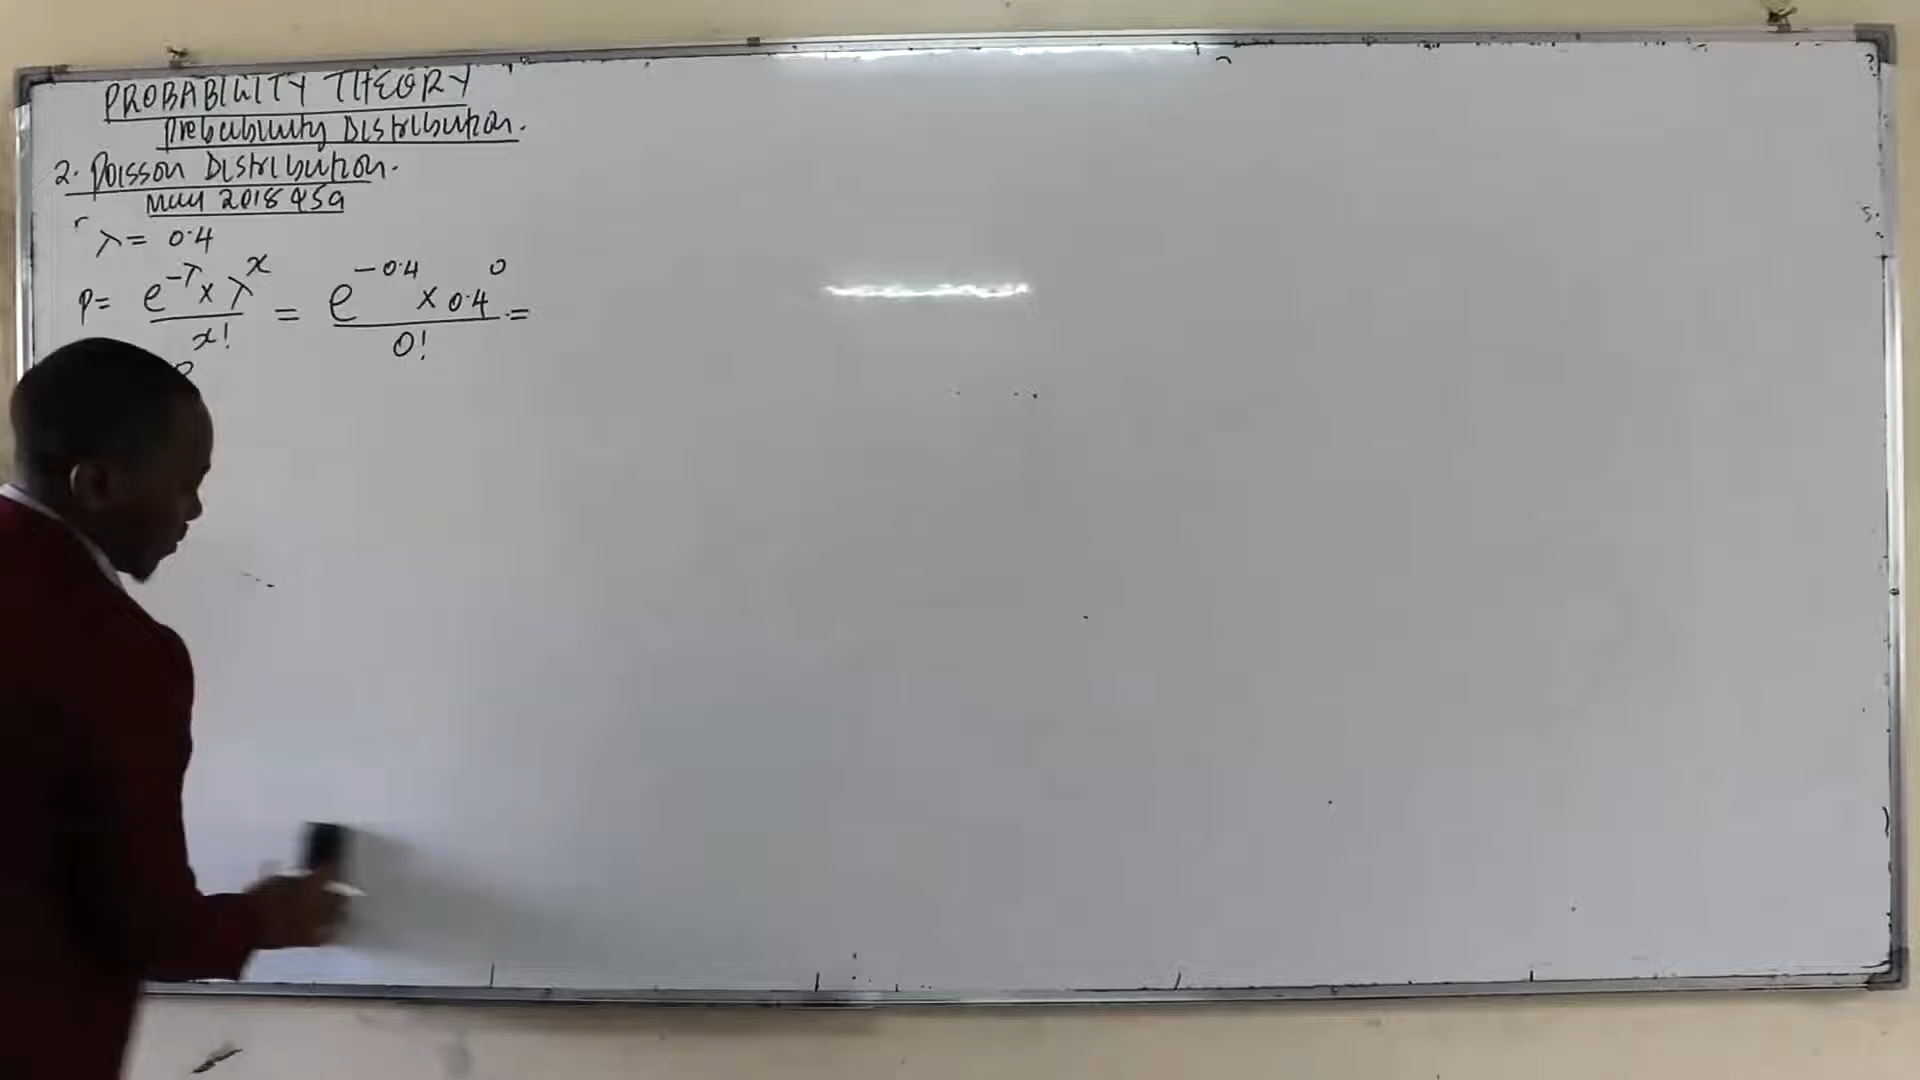 PROBABILITY THEORY
Probability Distribution.
2. Poisson Distribution.
May 2018 Q5a
λ = 0.4
P = e^-λ × λ^x / x! = e^-0.4 × 0.4^0 / 0! =